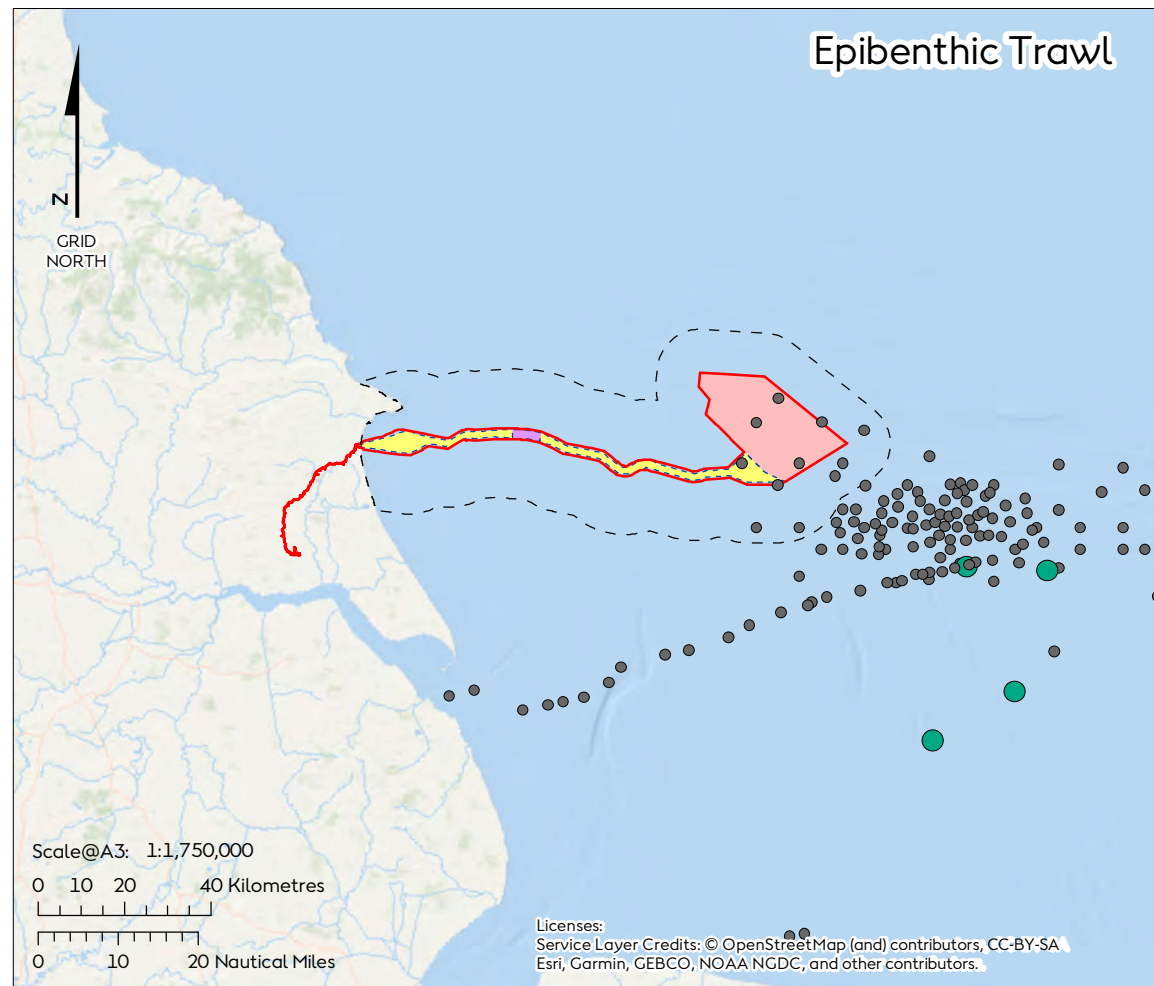 Epibenthic Trawl
N
GRID
NORTH
Scale@A3: 1:1,750,000
0 10 20 40 Kilometres
0 10 20 Nautical Miles
Licenses:
Service Layer Credits: © OpenStreetMap (and) contributors, CC-BY-SA
Esri, Garmin, GEBCO, NOAA NGDC, and other contributors.